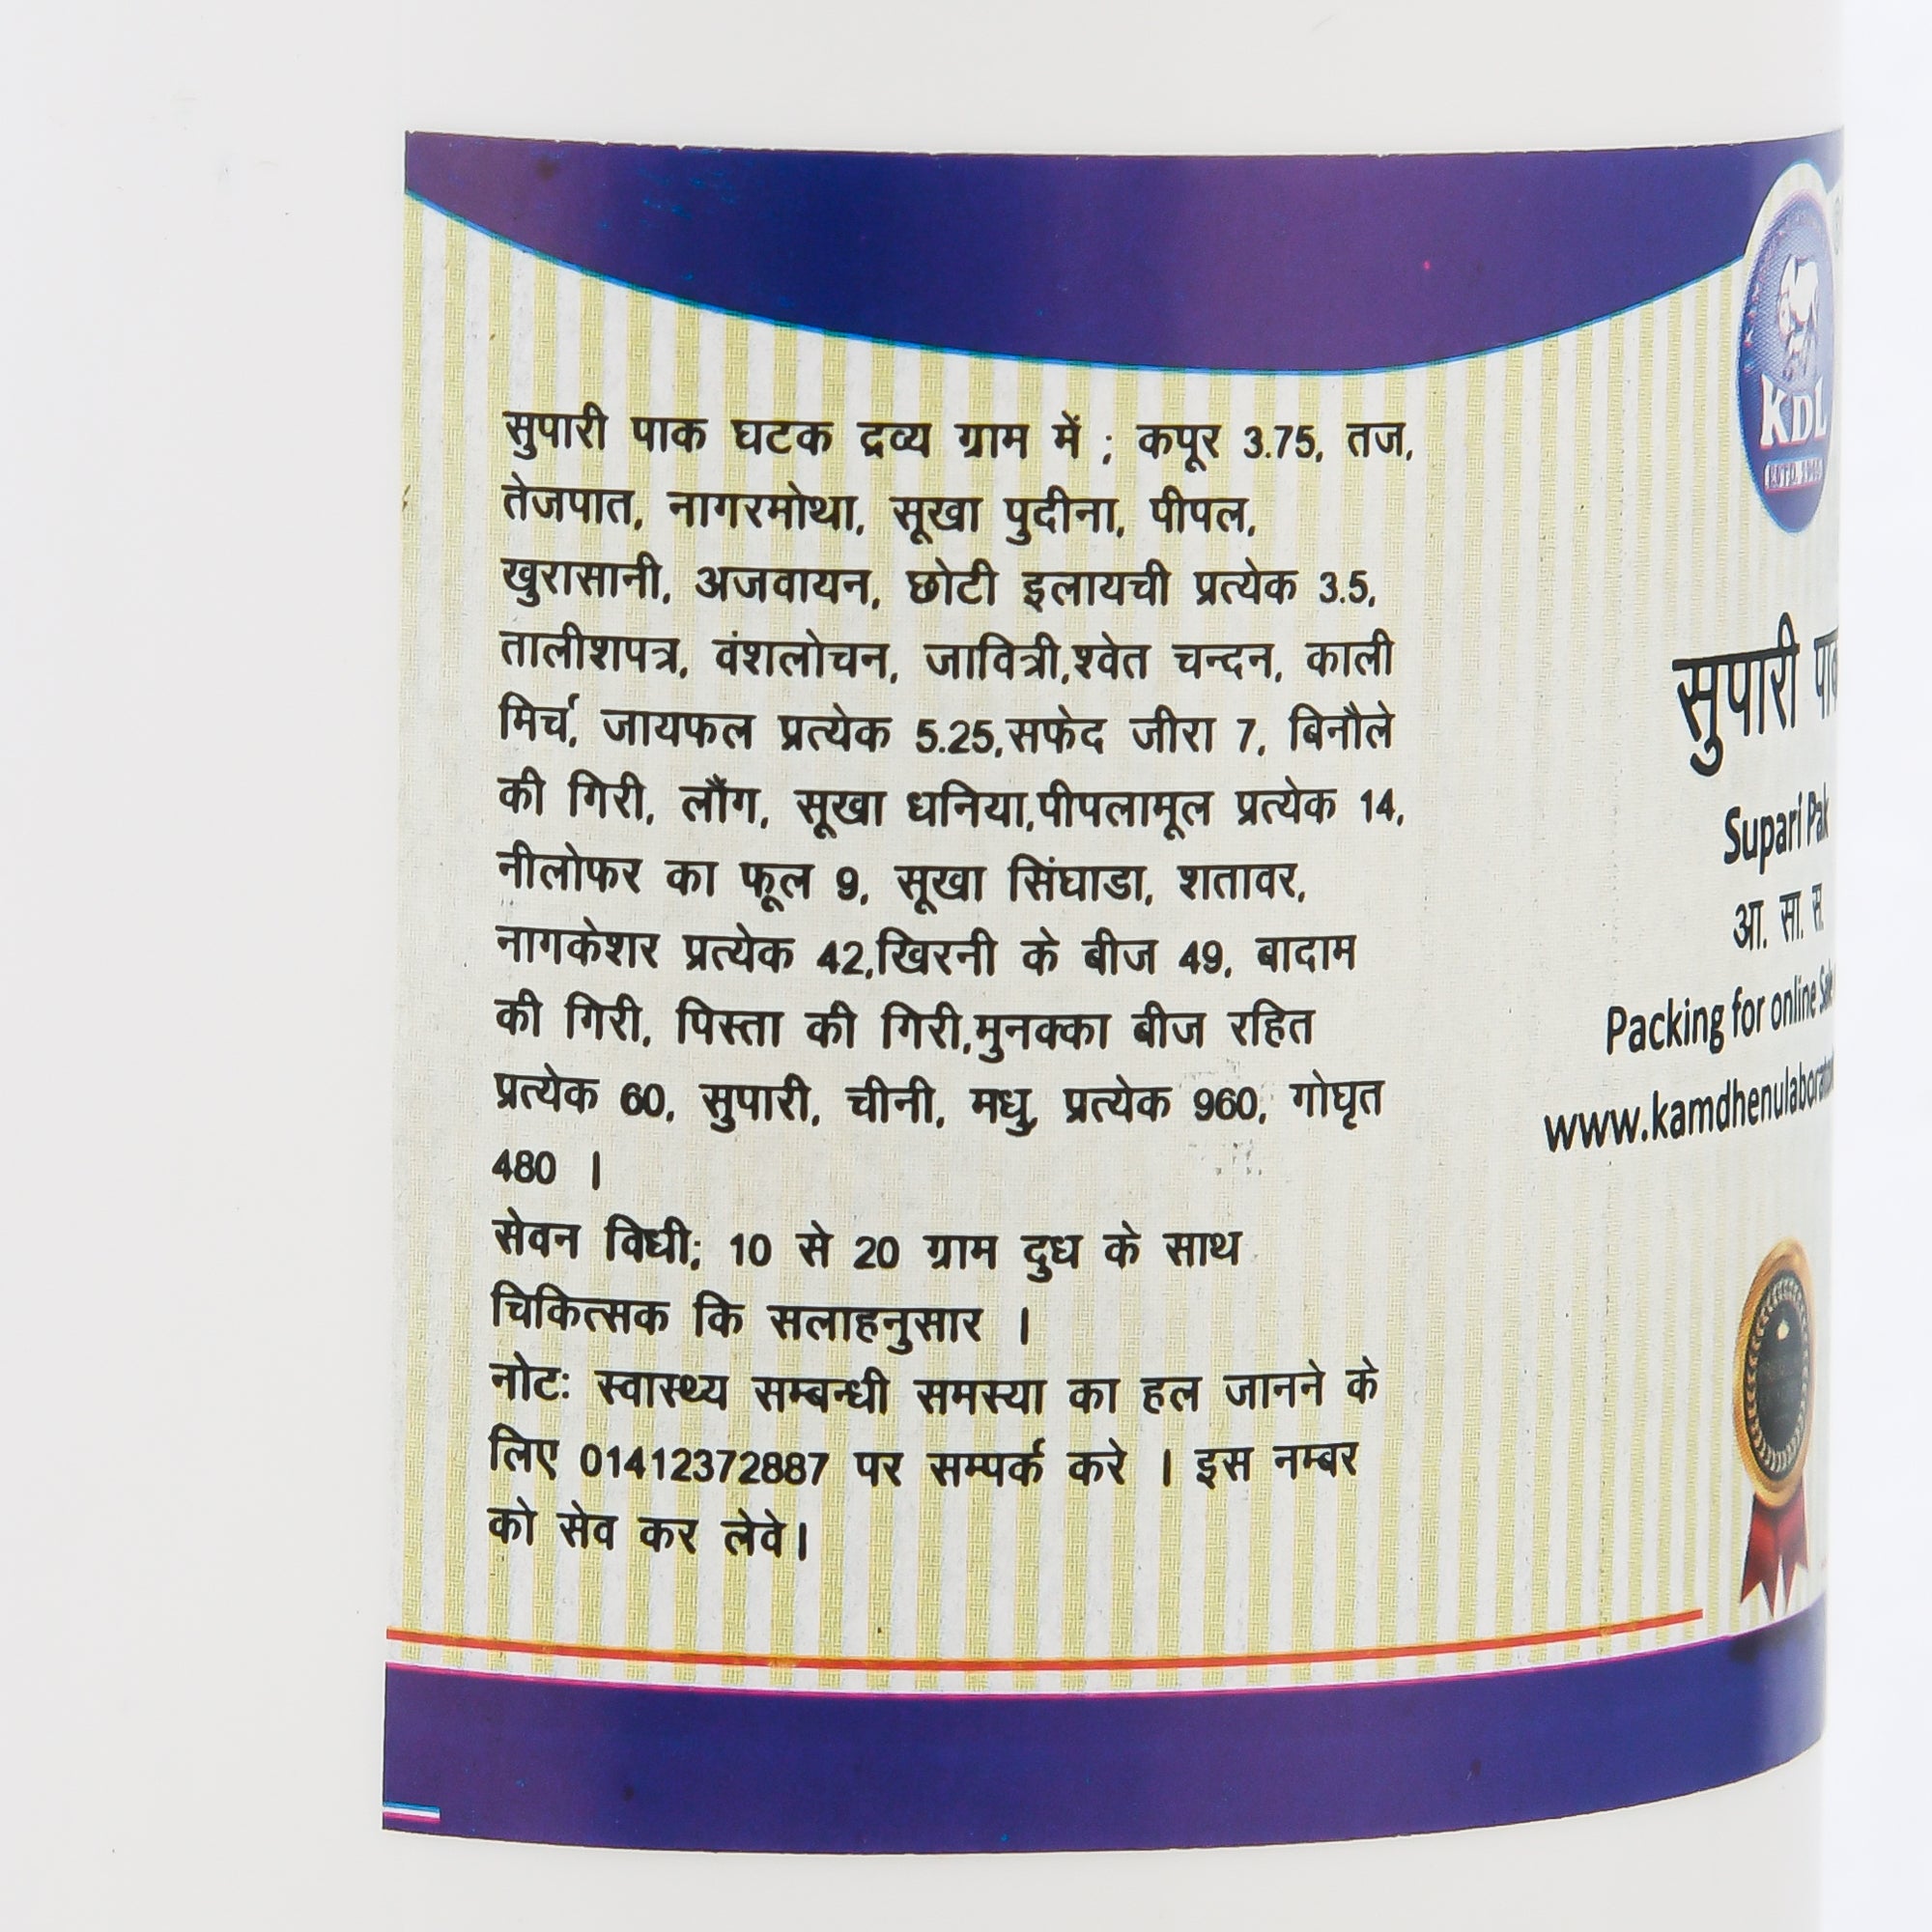 सुपारी पाक घटक द्रव्य ग्राम में ; कपूर 3.75, तज,
तेजपात, नागरमोथा, सूखा पुदीना, पीपल,
खुरासानी, अजवायन, छोटी इलायची प्रत्येक 3.5,
तालीशपत्र, वंशलोचन, जावित्री,श्वेत चन्दन, काली
मिर्च, जायफल प्रत्येक 5.25,सफेद जीरा 7, बिनौले
की गिरी, लौंग, सूखा धनिया,पीपलामूल प्रत्येक 14,
नीलोफर का फूल 9, सूखा सिंघाडा, शतावर,
नागकेशर प्रत्येक 42,खिरनी के बीज 49, बादाम
की गिरी, पिस्ता की गिरी,मुनक्का बीज रहित
प्रत्येक 60, सुपारी, चीनी, मधु, प्रत्येक 960, गोघृत
480 ।
सेवन विधी; 10 से 20 ग्राम दुध के साथ
चिकित्सक कि सलाहनुसार ।
नोटः स्वास्थ्य सम्बन्धी समस्या का हल जानने के
लिए 01412372887 पर सम्पर्क करे । इस नम्बर
को सेव कर लेवे।
KDL
सुपारी
Supari Pak
आ. सा. स.
Packing for online